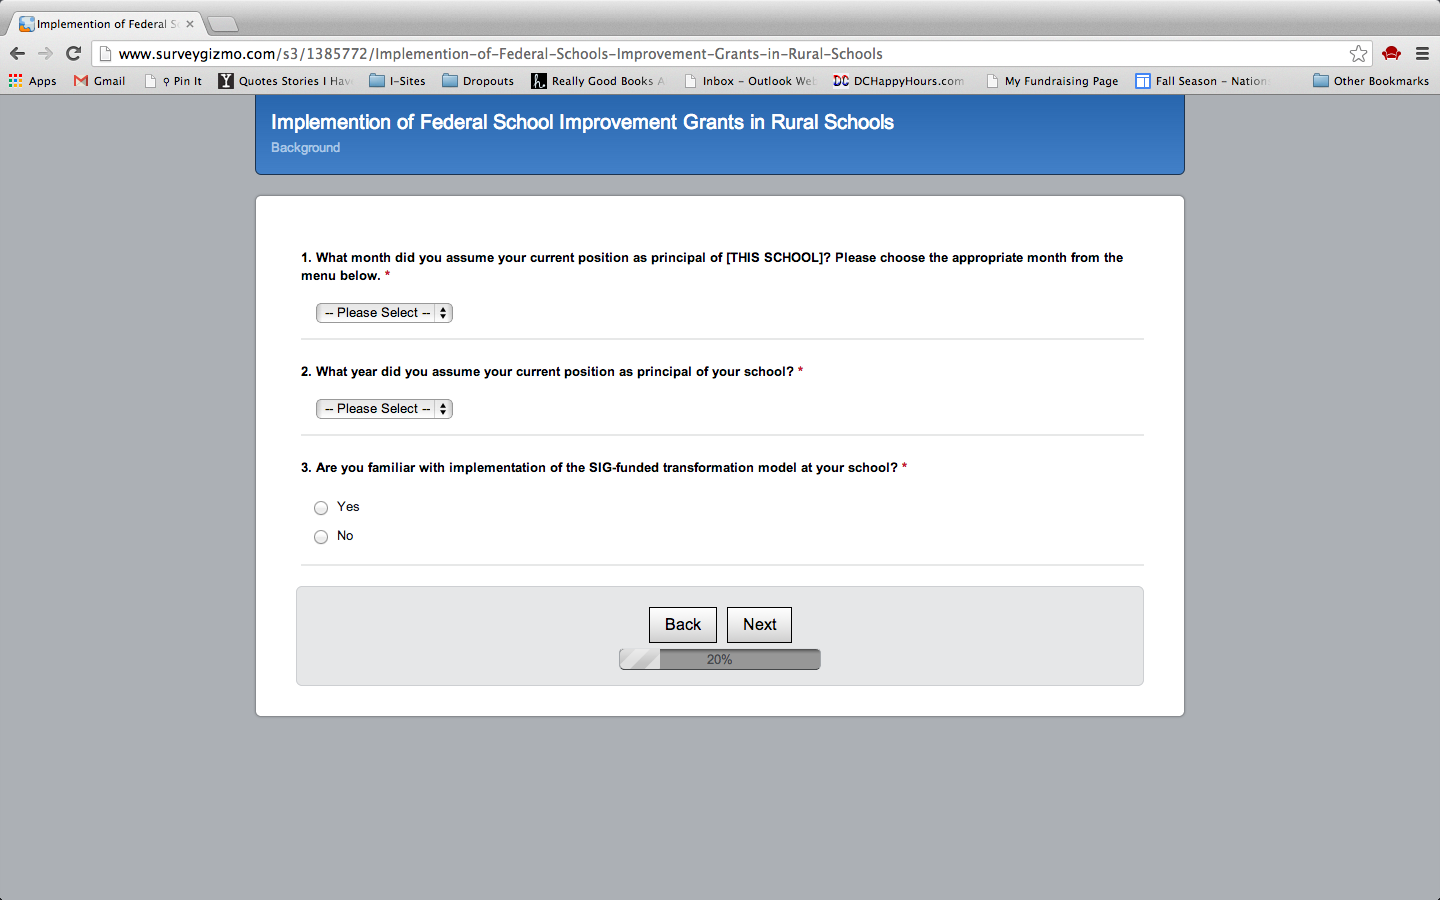 Implemention of Federal S
www.surveygizmo.com/s3/1385772/Implemention-of-Federal-Schools-Improvement-Grants-in-Rural-Schools
Apps Gmail Pin It Quotes Stories I Hav I-Sites Dropouts Really Good Books Inbox – Outlook We DCHappyHours.com My Fundraising Page Fall Season – Nation Other Bookmarks
Implemention of Federal School Improvement Grants in Rural Schools
Background
1. What month did you assume your current position as principal of [THIS SCHOOL]? Please choose the appropriate month from the
menu below. *
-- Please Select --
2. What year did you assume your current position as principal of your school? *
-- Please Select --
3. Are you familiar with implementation of the SIG-funded transformation model at your school? *
Yes
No
Back Next
20%